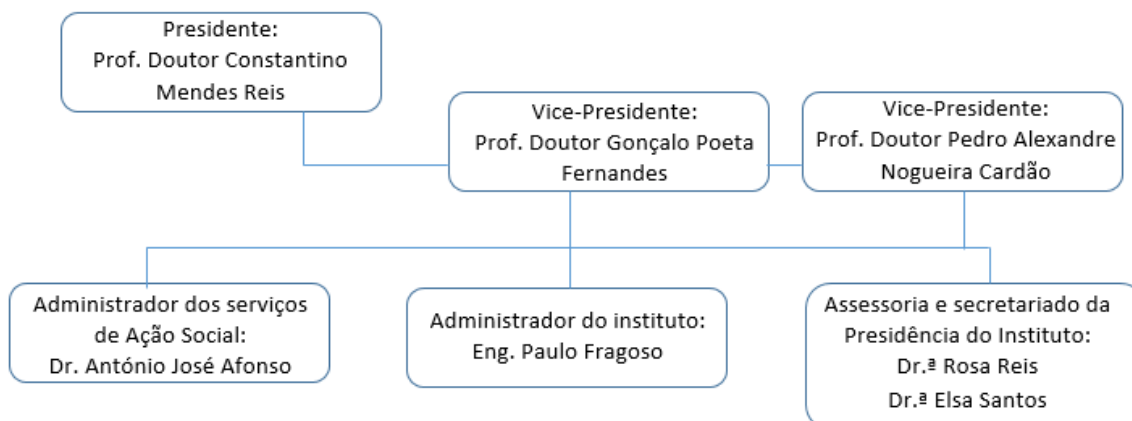 Presidente:
Prof. Doutor Constantino
Mendes Reis
Vice-Presidente:
Prof. Doutor Gonçalo Poeta
Fernandes
Vice-Presidente:
Prof. Doutor Pedro Alexandre
Nogueira Cardão
Administrador dos serviços
de Ação Social:
Dr. António José Afonso
Administrador do instituto:
Eng. Paulo Fragoso
Assessoria e secretariado da
Presidência do Instituto:
Dr.ª Rosa Reis
Dr.ª Elsa Santos